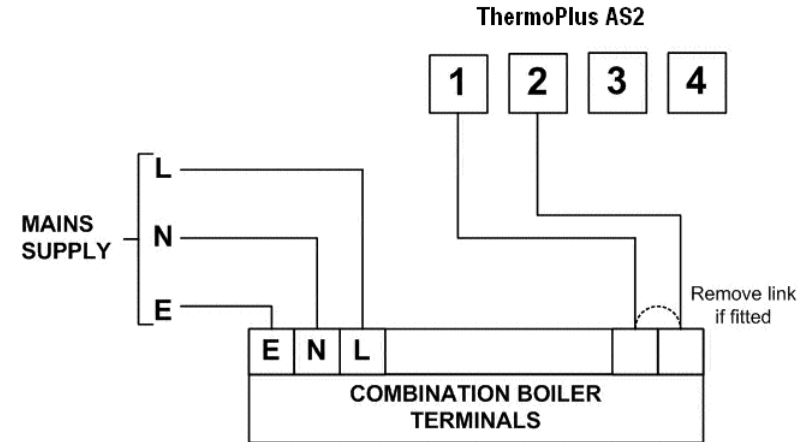 ThermoPlus AS2
1 2 3 4
L
MAINS
SUPPLY
N
E
Remove link
if fitted
E N L
COMBINATION BOILER
TERMINALS